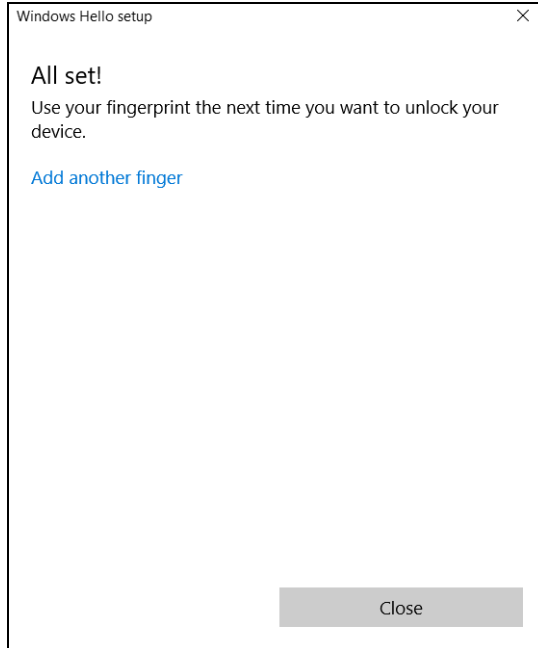 Windows Hello setup
All set!
Use your fingerprint the next time you want to unlock your
device.
Add another finger
Close